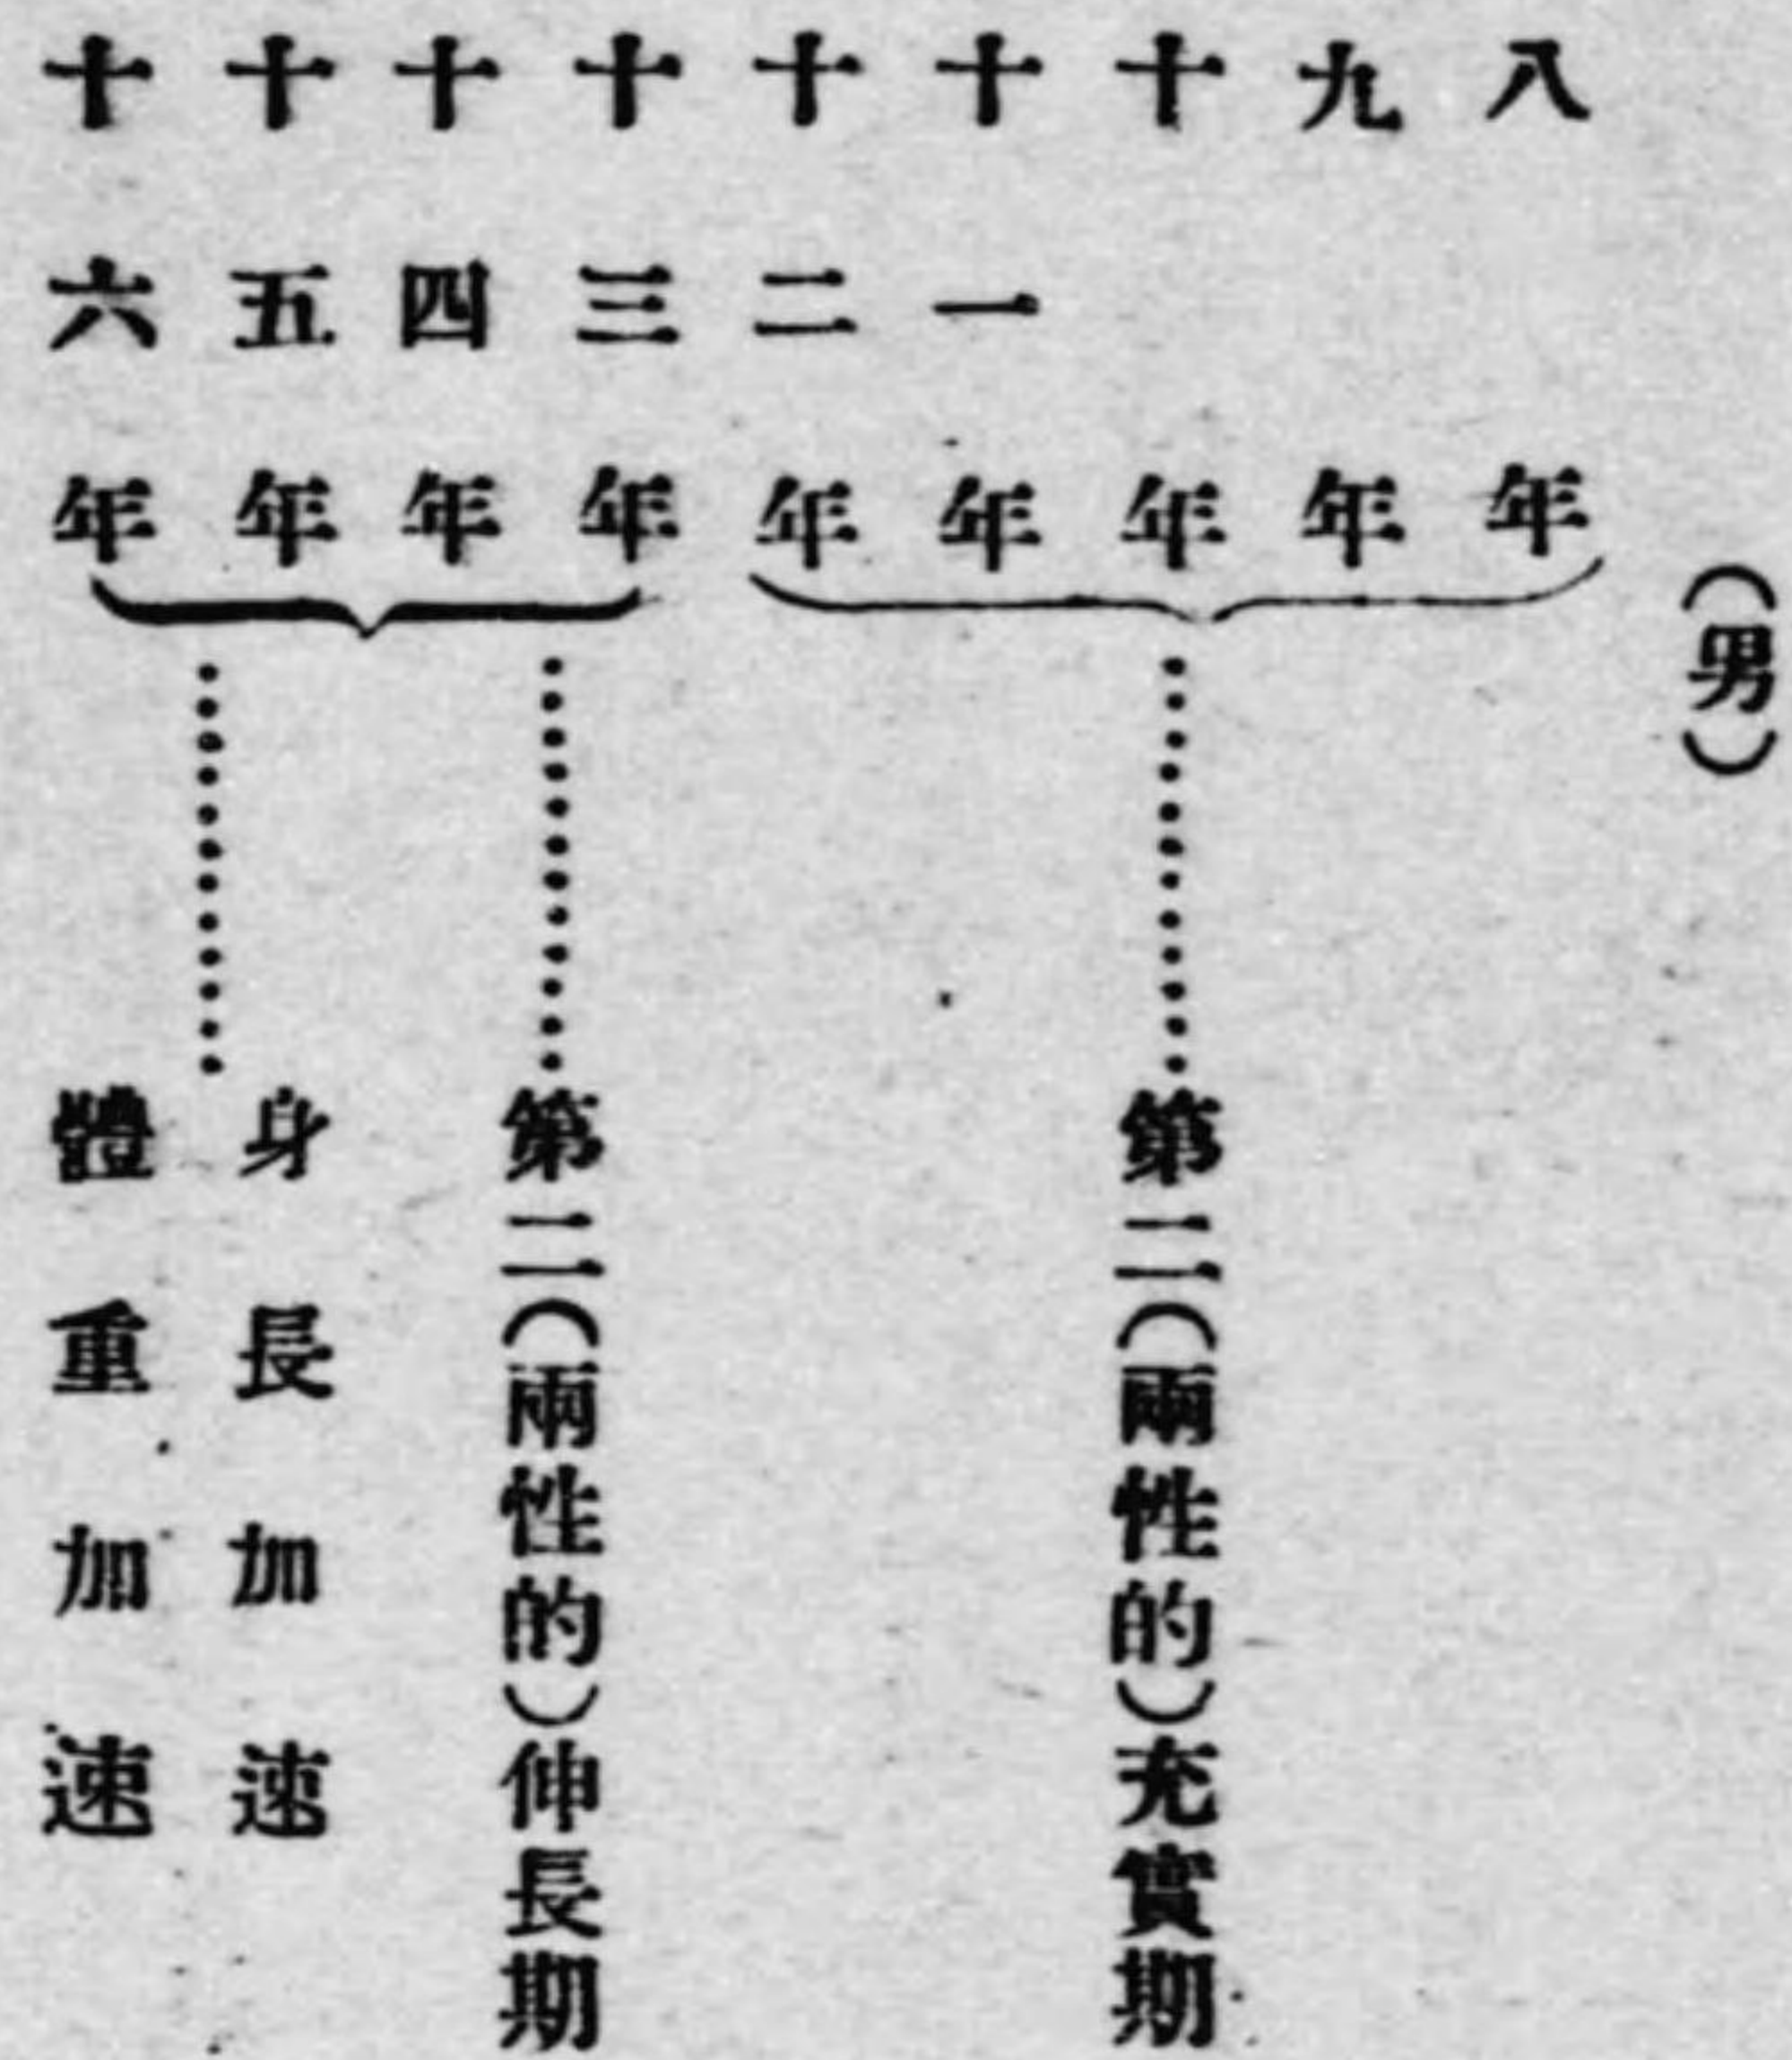 （男）
八年
九年
十年
十一年
十二年
……第二（兩性的）充實期
十三年
十四年
十五年
十六年
……第二（兩性的）伸長期
……身長加速
體重加速